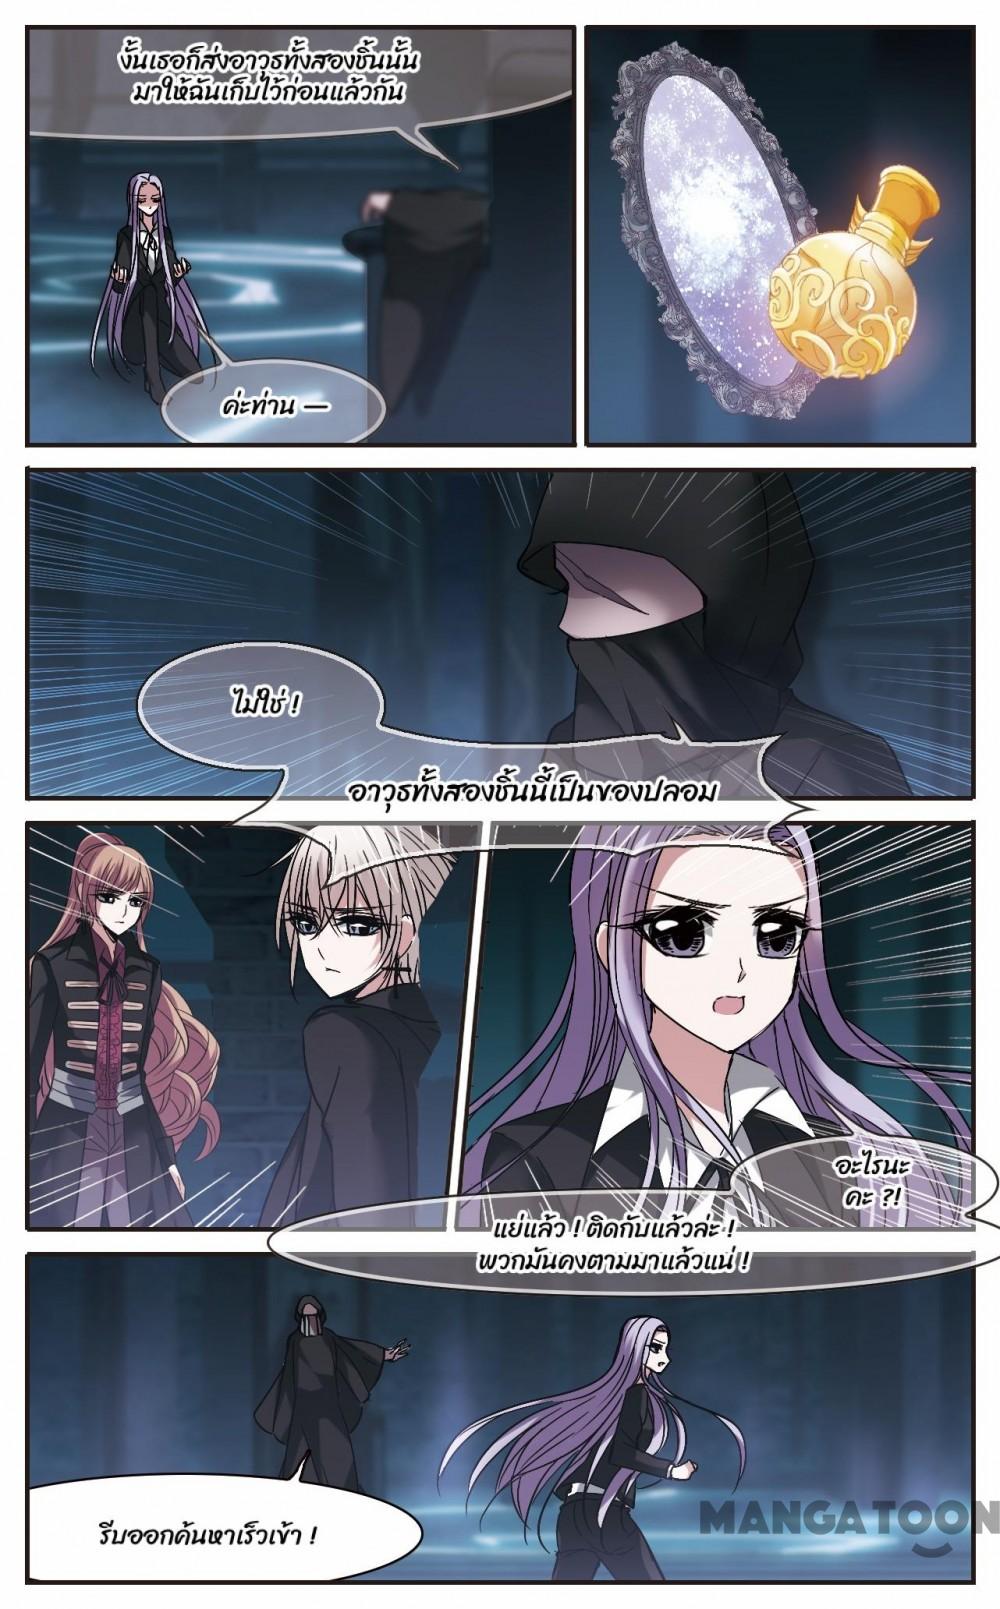 งั้นเธอก็ส่งอาวุธทั้งสองชิ้นนั้น
มาให้ฉันเก็บไว้ก่อนแล้วกัน
ค่ะท่าน —
ไม่ใช่ !
อาวุธทั้งสองชิ้นนี้เป็นของปลอม
อะไรนะ
คะ ?!
แย่แล้ว ! ติดกับแล้วล่ะ !
พวกมันคงตามมาแล้วแน่ !
รีบออกค้นหาเร็วเข้า !
MANGATOON